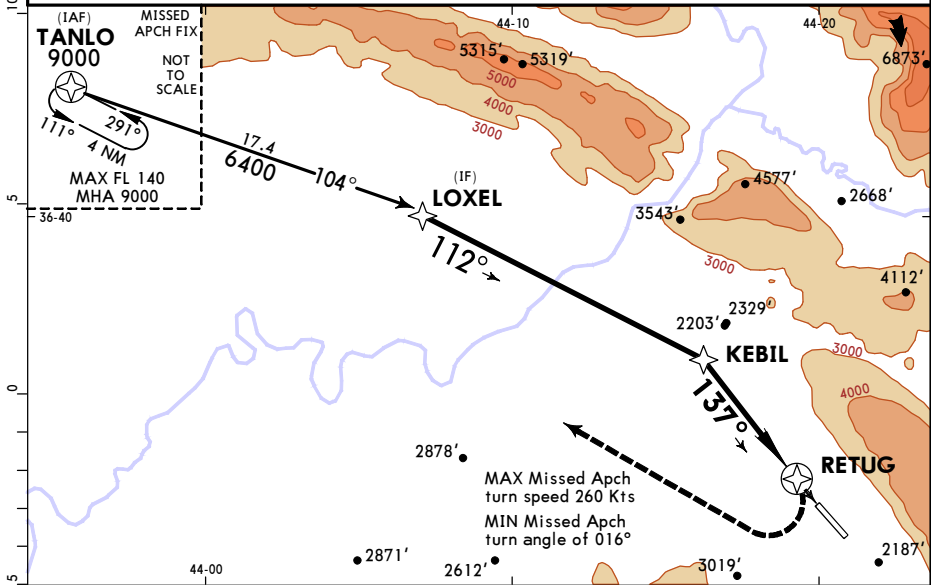 10
(IAF)
TANLO
9000
MISSED
APCH FIX
NOT
TO
SCALE
111°
291°
4 NM
MAX FL 140
MHA 9000
44-10
44-20
5315'
5319'
5000
4000
3000
6873'
17.4
6400
104°
(IF)
LOXEL
112°
5
36-40
4577'
2668'
3543'
3000
4112'
2329'
2203'
KEBIL
3000
4000
137°
0
RETUG
2878'
MAX Missed Apch
turn speed 260 Kts
MIN Missed Apch
turn angle of 016°
2871'
2612'
3019'
2187'
44-00
5